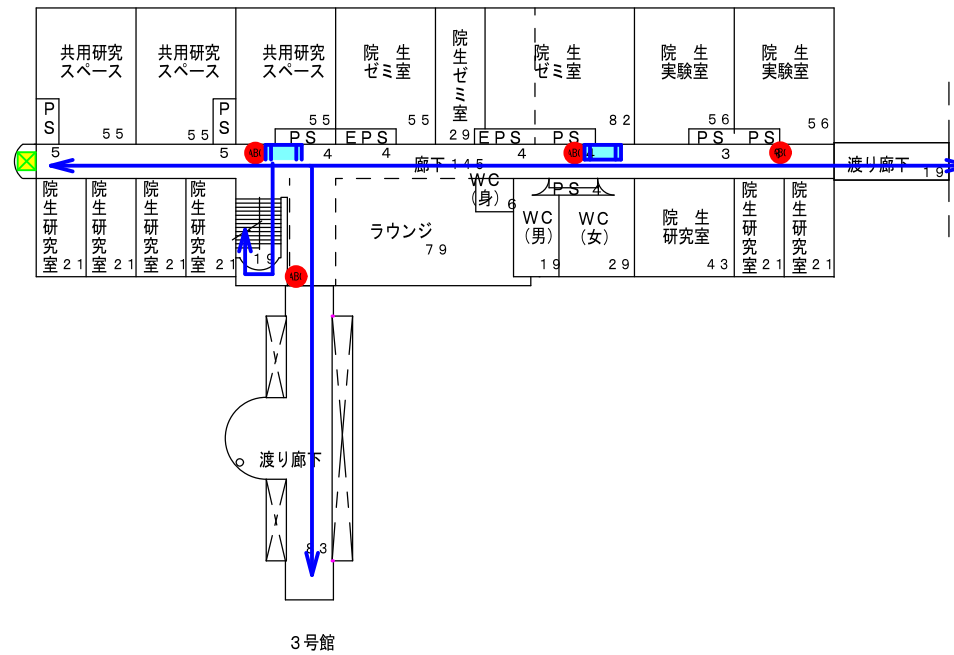 共用研究
スペース
共用研究
スペース
共用研究
スペース
院　生
ゼミ室
院生ゼミ室
院　生
ゼミ室
院　生
実験室
院　生
実験室
PS
PS
55
55
55
55
29
82
56
56
PS
EPS
EPS
PS
PS
PS
5
5
4
4
4
3
ABC
ABC
ABC
廊下 145
渡り廊下
19
院生研究室
21
院生研究室
21
院生研究室
21
院生研究室
21
19
ABC
ラウンジ
79
WC
(身)
6
PS
4
WC
(男)
19
WC
(女)
29
院　生
研究室
43
院生研究室
21
院生研究室
21
渡り廊下
83
3号館